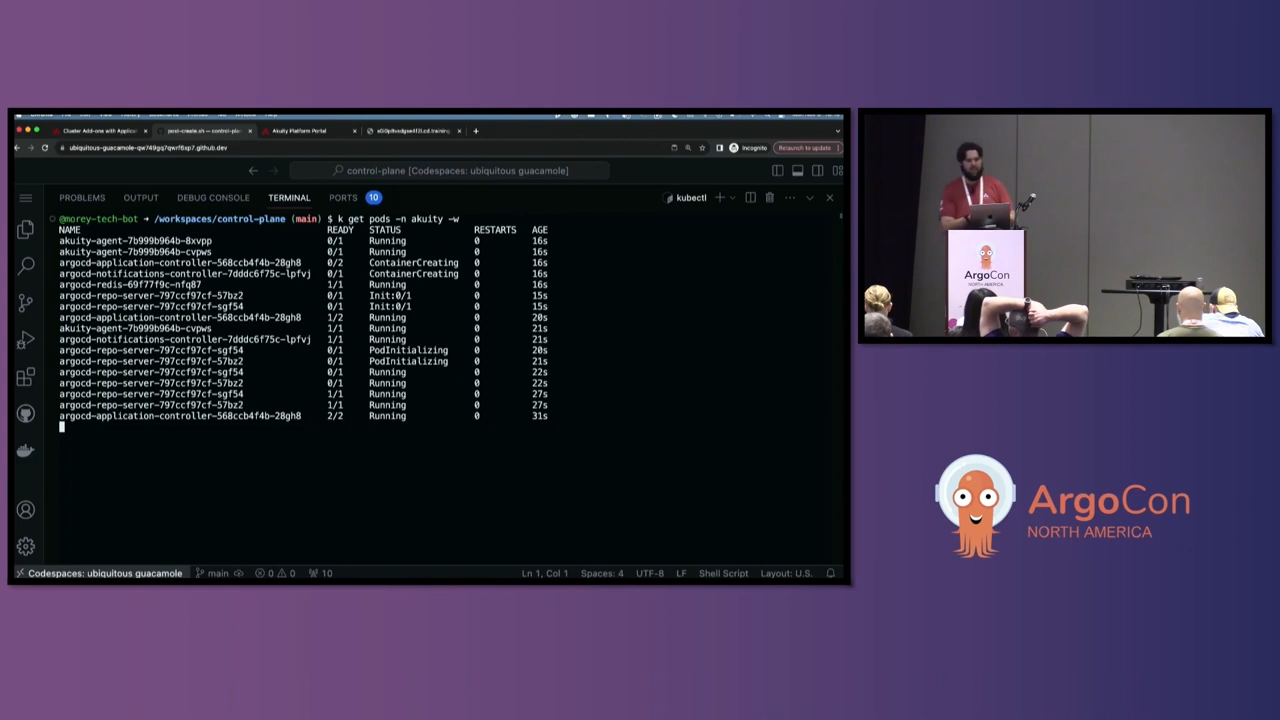 Cluster Add-ons with Applic
post-create.sh — control-plan
Akuity Platform Portal
ubiquitous-guacamole-qw749gq7qwrf6xp7.github.dev
Incognito
Relaunch to update
control-plane [Codespaces: ubiquitous guacamole]
PROBLEMS OUTPUT DEBUG CONSOLE TERMINAL PORTS 10
kubectl
@morey-tech-bot → /workspaces/control-plane (main) $ k get pods -n akuity -w
NAME READY STATUS RESTARTS AGE
akuity-agent-7b999b964b-8xvpp 0/1 Running 0 16s
akuity-agent-7b999b964b-cvpws 0/1 Running 0 16s
argocd-application-controller-568ccb4f4b-28gh8 0/2 ContainerCreating 0 16s
argocd-notifications-controller-7dddc6f75c-lpfvj 0/1 ContainerCreating 0 16s
argocd-redis-69f77f9c-nfq87 1/1 Running 0 16s
argocd-repo-server-797ccf97cf-57bz2 0/1 Init:0/1 0 15s
argocd-repo-server-797ccf97cf-sgf54 0/1 Init:0/1 0 15s
argocd-application-controller-568ccb4f4b-28gh8 1/2 Running 0 20s
akuity-agent-7b999b964b-cvpws 1/1 Running 0 21s
argocd-notifications-controller-7dddc6f75c-lpfvj 1/1 Running 0 21s
argocd-repo-server-797ccf97cf-sgf54 0/1 PodInitializing 0 20s
argocd-repo-server-797ccf97cf-57bz2 0/1 PodInitializing 0 21s
argocd-repo-server-797ccf97cf-sgf54 0/1 Running 0 22s
argocd-repo-server-797ccf97cf-57bz2 0/1 Running 0 22s
argocd-repo-server-797ccf97cf-sgf54 1/1 Running 0 27s
argocd-repo-server-797ccf97cf-57bz2 1/1 Running 0 27s
argocd-application-controller-568ccb4f4b-28gh8 2/2 Running 0 31s
Codespaces: ubiquitous guacamole main 0 0 10 Ln 1, Col 1 Spaces: 4 UTF-8 LF Shell Script Layout: U.S.
ArgoCon
NORTH AMERICA
ArgoCon
NORTH AMERICA